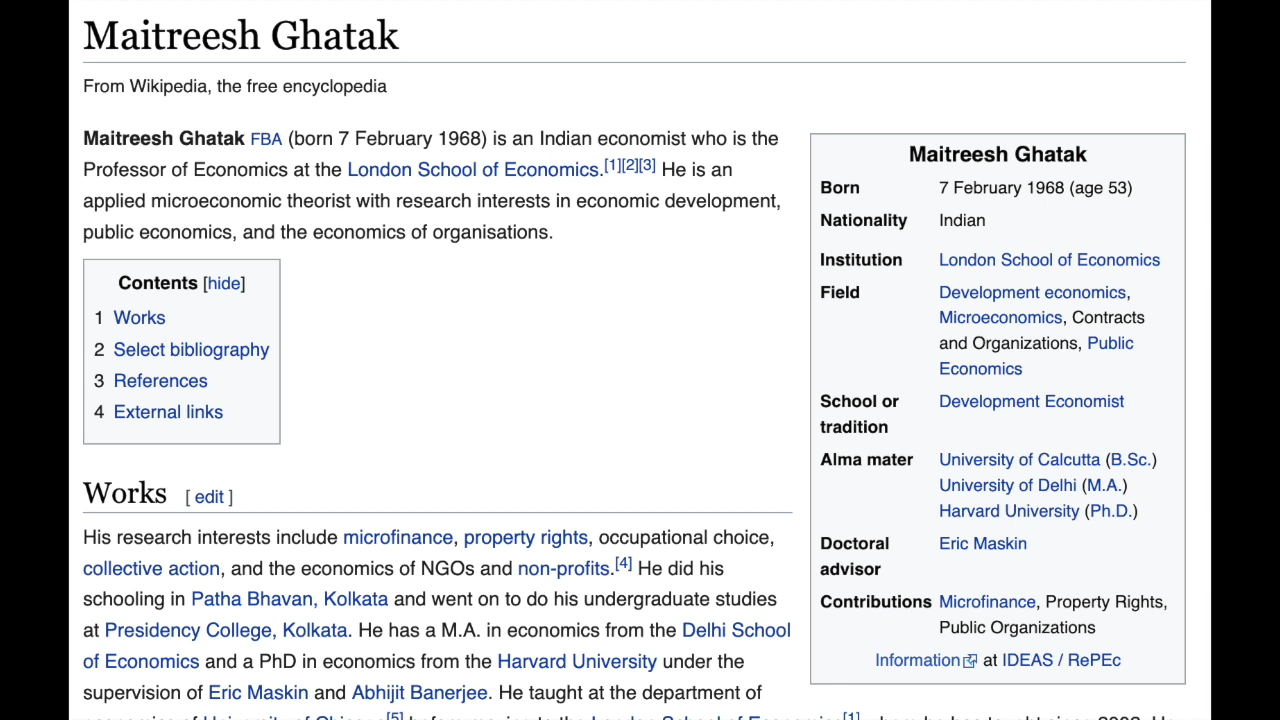 Maitreesh Ghatak
From Wikipedia, the free encyclopedia
Maitreesh Ghatak FBA (born 7 February 1968) is an Indian economist who is the
Professor of Economics at the London School of Economics.[1][2][3] He is an
applied microeconomic theorist with research interests in economic development,
public economics, and the economics of organisations.
Contents [hide]
1 Works
2 Select bibliography
3 References
4 External links
Works [ edit ]
His research interests include microfinance, property rights, occupational choice,
collective action, and the economics of NGOs and non-profits.[4] He did his
schooling in Patha Bhavan, Kolkata and went on to do his undergraduate studies
at Presidency College, Kolkata. He has a M.A. in economics from the Delhi School
of Economics and a PhD in economics from the Harvard University under the
supervision of Eric Maskin and Abhijit Banerjee. He taught at the department of
Maitreesh Ghatak
Born 7 February 1968 (age 53)
Nationality Indian
Institution London School of Economics
Field Development economics,
Microeconomics, Contracts
and Organizations, Public
Economics
School or Development Economist
tradition
Alma mater University of Calcutta (B.Sc.)
University of Delhi (M.A.)
Harvard University (Ph.D.)
Doctoral Eric Maskin
advisor
Contributions Microfinance, Property Rights,
Public Organizations
Information at IDEAS / RePEc